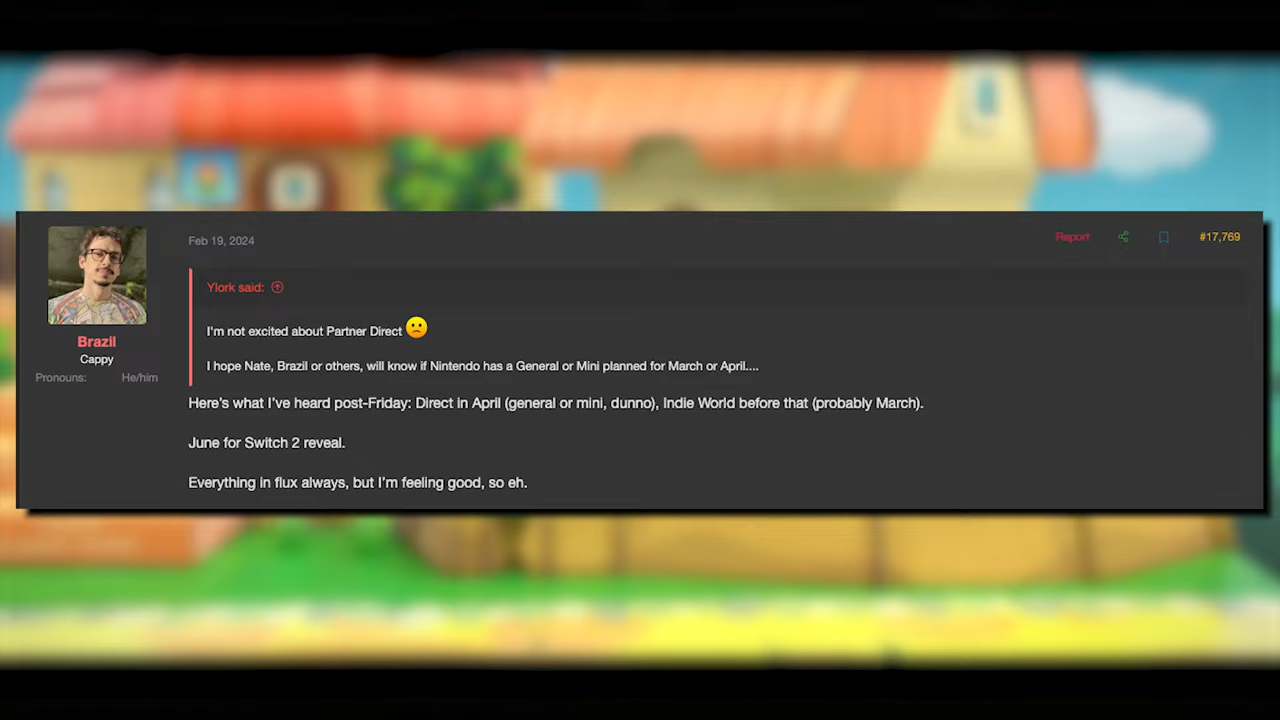 Feb 19, 2024
Report
#17,769
Ylork said:
I'm not excited about Partner Direct
I hope Nate, Brazil or others, will know if Nintendo has a General or Mini planned for March or April....
Brazil
Cappy
Pronouns: He/him
Here's what I've heard post-Friday: Direct in April (general or mini, dunno), Indie World before that (probably March).
June for Switch 2 reveal.
Everything in flux always, but I'm feeling good, so eh.